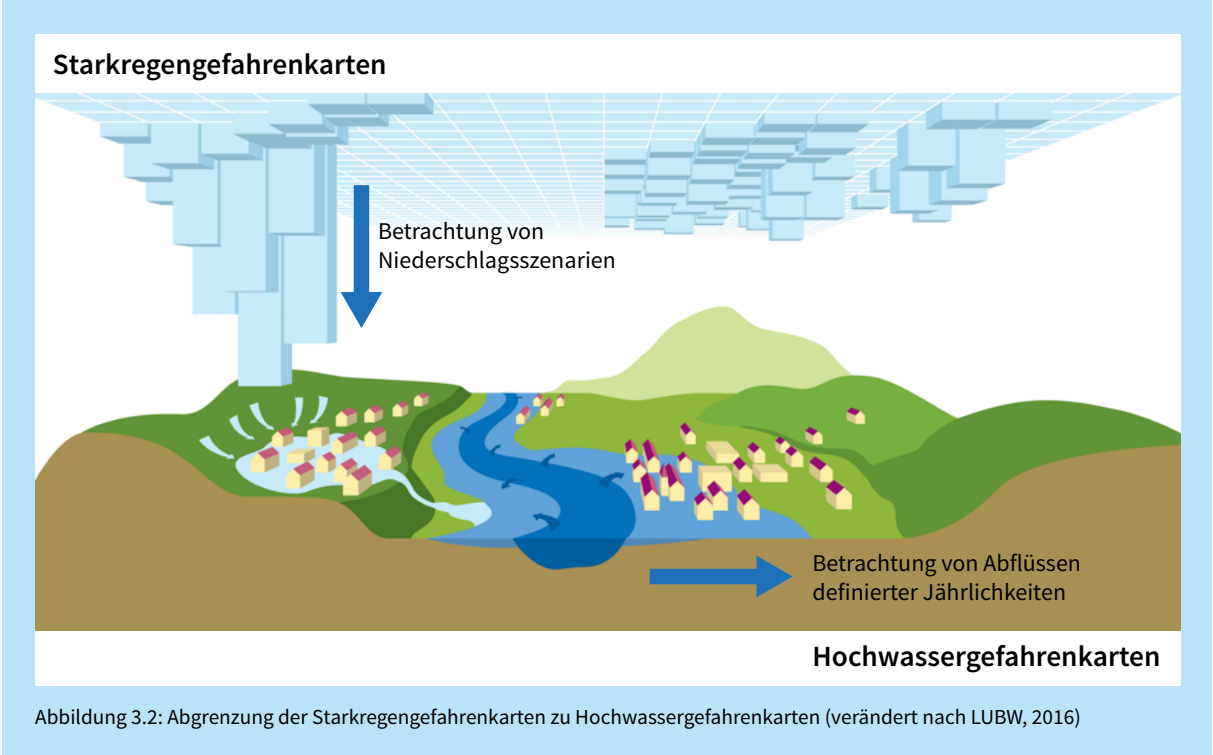 Starkregengefahrenkarten
Betrachtung von
Niederschlagsszenarien
Betrachtung von Abflüssen
definierter Jährlichkeiten
Hochwassergefahrenkarten
Abbildung 3.2: Abgrenzung der Starkregengefahrenkarten zu Hochwassergefahrenkarten (verändert nach LUBW, 2016)